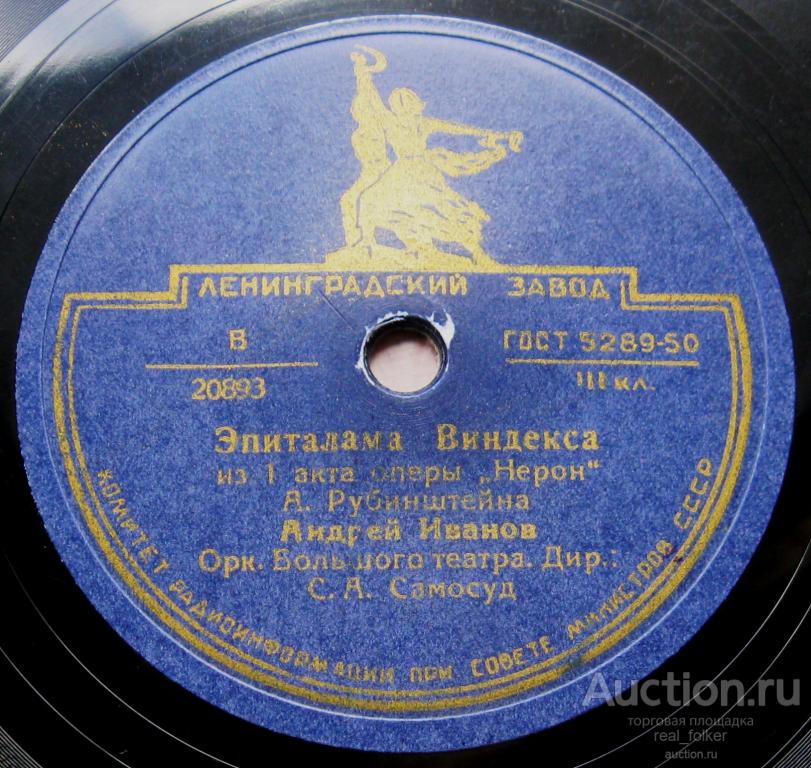 ЛЕНИНГРАДСКИЙ ЗАВОД
В
20893
ГОСТ 5289-50
III кл.
Эпиталама Виндекса
из 1 акта оперы „Нерон“
А. Рубинштейна
Андрей Иванов
Орк. Большого театра. Дир.:
С. А. Самосуд
КОМИТЕТ РАДИОИНФОРМАЦИИ ПРИ СОВЕТЕ МИНИСТРОВ СССР
Auction.ru
торговая площадка
real_folker
auction.ru